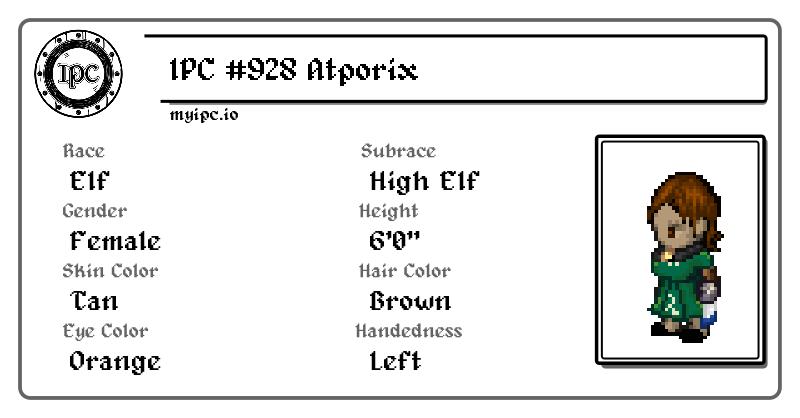 IPC
IPC #928 Atporix
myipc.io
Race
Elf
Subrace
High Elf
Gender
Female
Height
6'0"
Skin Color
Tan
Hair Color
Brown
Eye Color
Orange
Handedness
Left